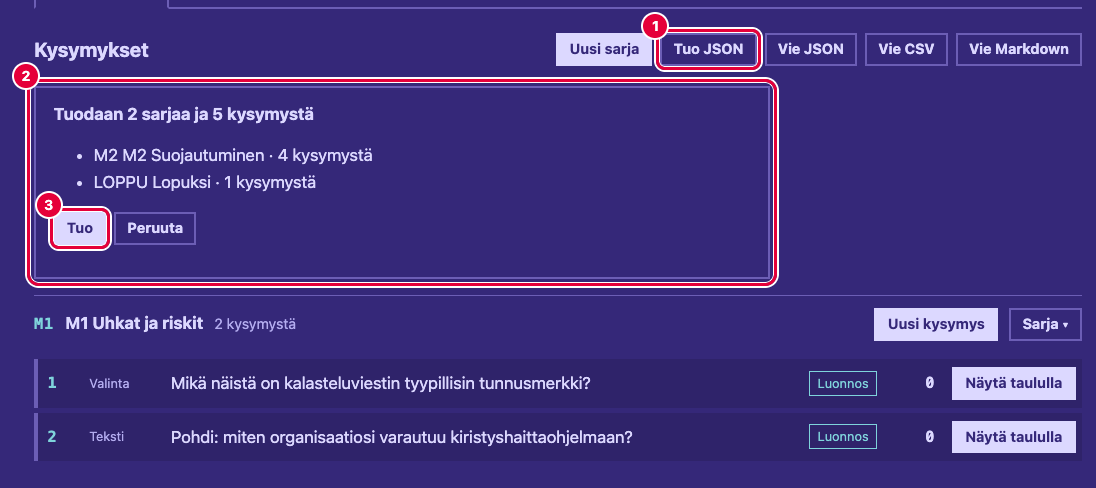 1
Kysymykset Uusi sarja Tuo JSON Vie JSON Vie CSV Vie Markdown
2
Tuodaan 2 sarjaa ja 5 kysymystä
• M2 M2 Suojautuminen · 4 kysymystä
• LOPPU Lopuksi · 1 kysymystä
3
Tuo Peruuta
M1 M1 Uhkat ja riskit 2 kysymystä Uusi kysymys Sarja ▾
1 Valinta Mikä näistä on kalasteluviestin tyypillisin tunnusmerkki? Luonnos 0 Näytä taululla
2 Teksti Pohdi: miten organisaatiosi varautuu kiristyshaittaohjelmaan? Luonnos 0 Näytä taululla